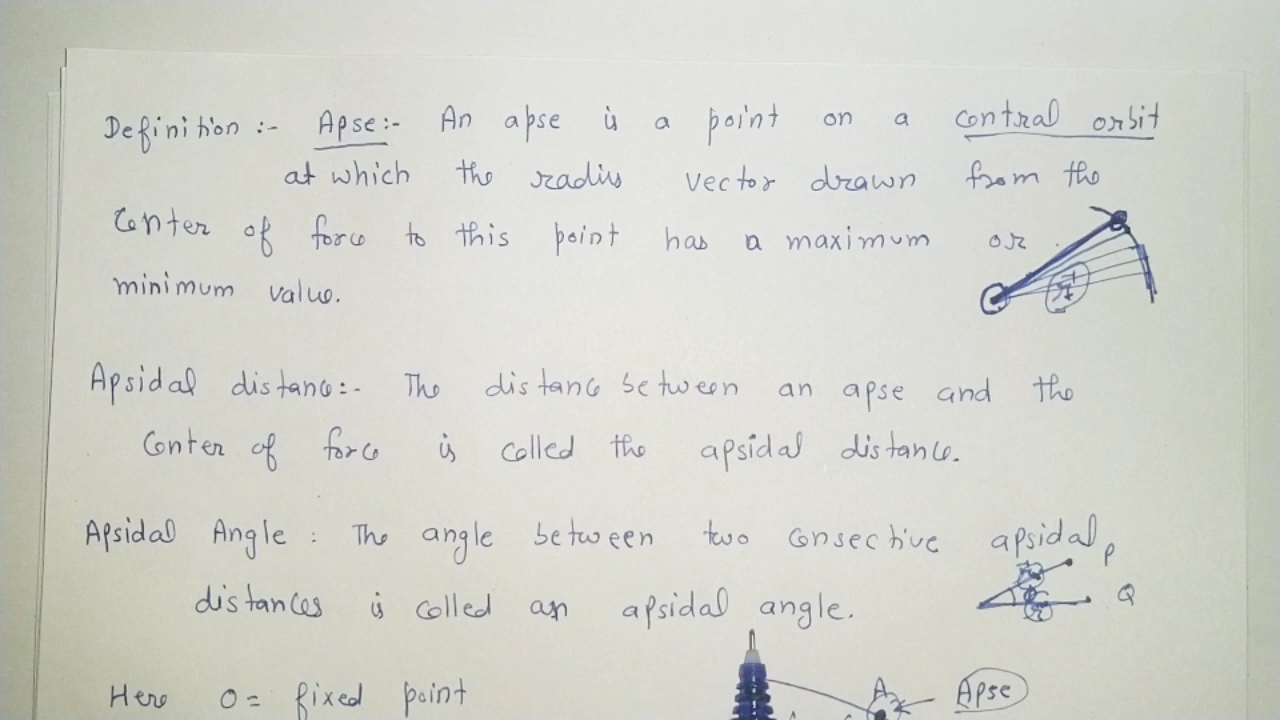 Definition :- Apse:- An apse is a point on a central orbit
at which the radius vector drawn from the
Center of force to this point has a maximum or
minimum value.
Apsidal distance:- The distance between an apse and the
Center of force is called the apsidal distance.
Apsidal Angle : The angle between two consective apsidal
P
distances is called an apsidal angle.
Q
Here O = fixed point
A
Apse